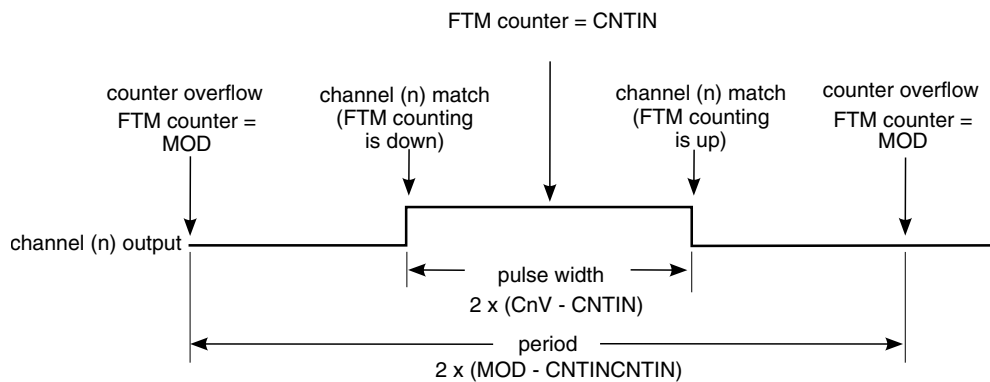 FTM counter = CNTIN
counter overflow
FTM counter =
MOD
channel (n) match
(FTM counting
is down)
channel (n) match
(FTM counting
is up)
counter overflow
FTM counter =
MOD
channel (n) output
pulse width
2 x (CnV - CNTIN)
period
2 x (MOD - CNTINCNTIN)